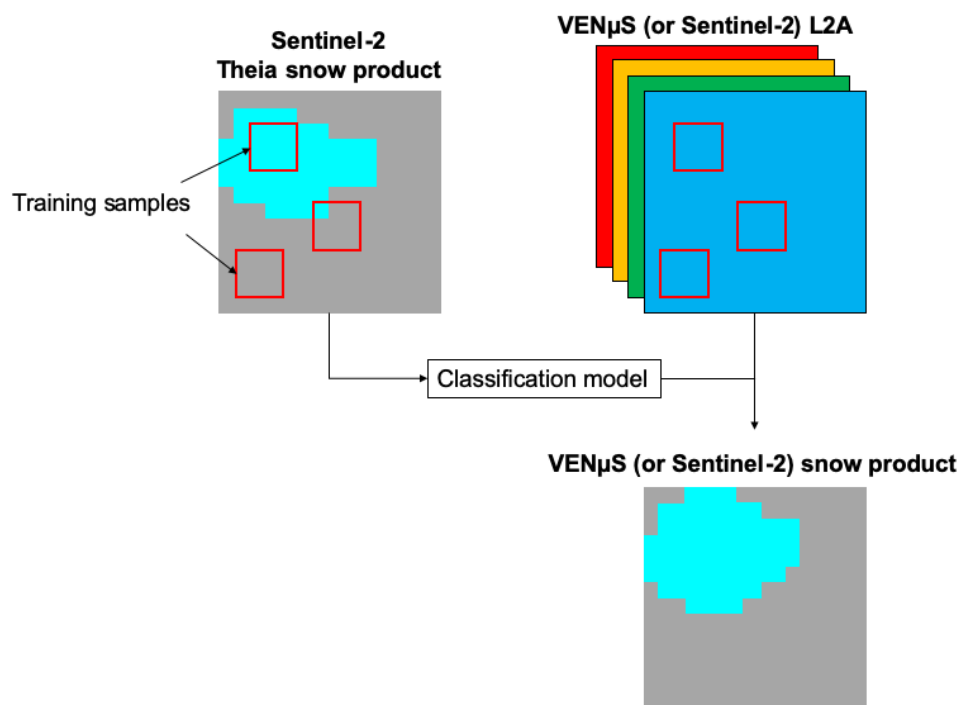 Sentinel-2
Theia snow product
VENµS (or Sentinel-2) L2A
Training samples
Classification model
VENµS (or Sentinel-2) snow product